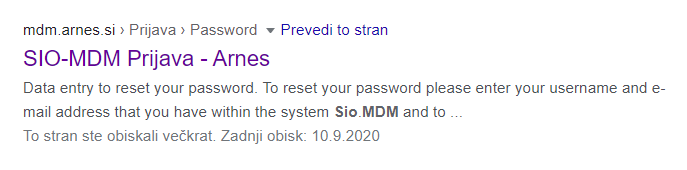 mdm.arnes.si › Prijava › Password ▼ Prevedi to stran
SIO-MDM Prijava - Arnes
Data entry to reset your password. To reset your password please enter your username and e-
mail address that you have within the system Sio.MDM and to ...
To stran ste obiskali večkrat. Zadnji obisk: 10.9.2020